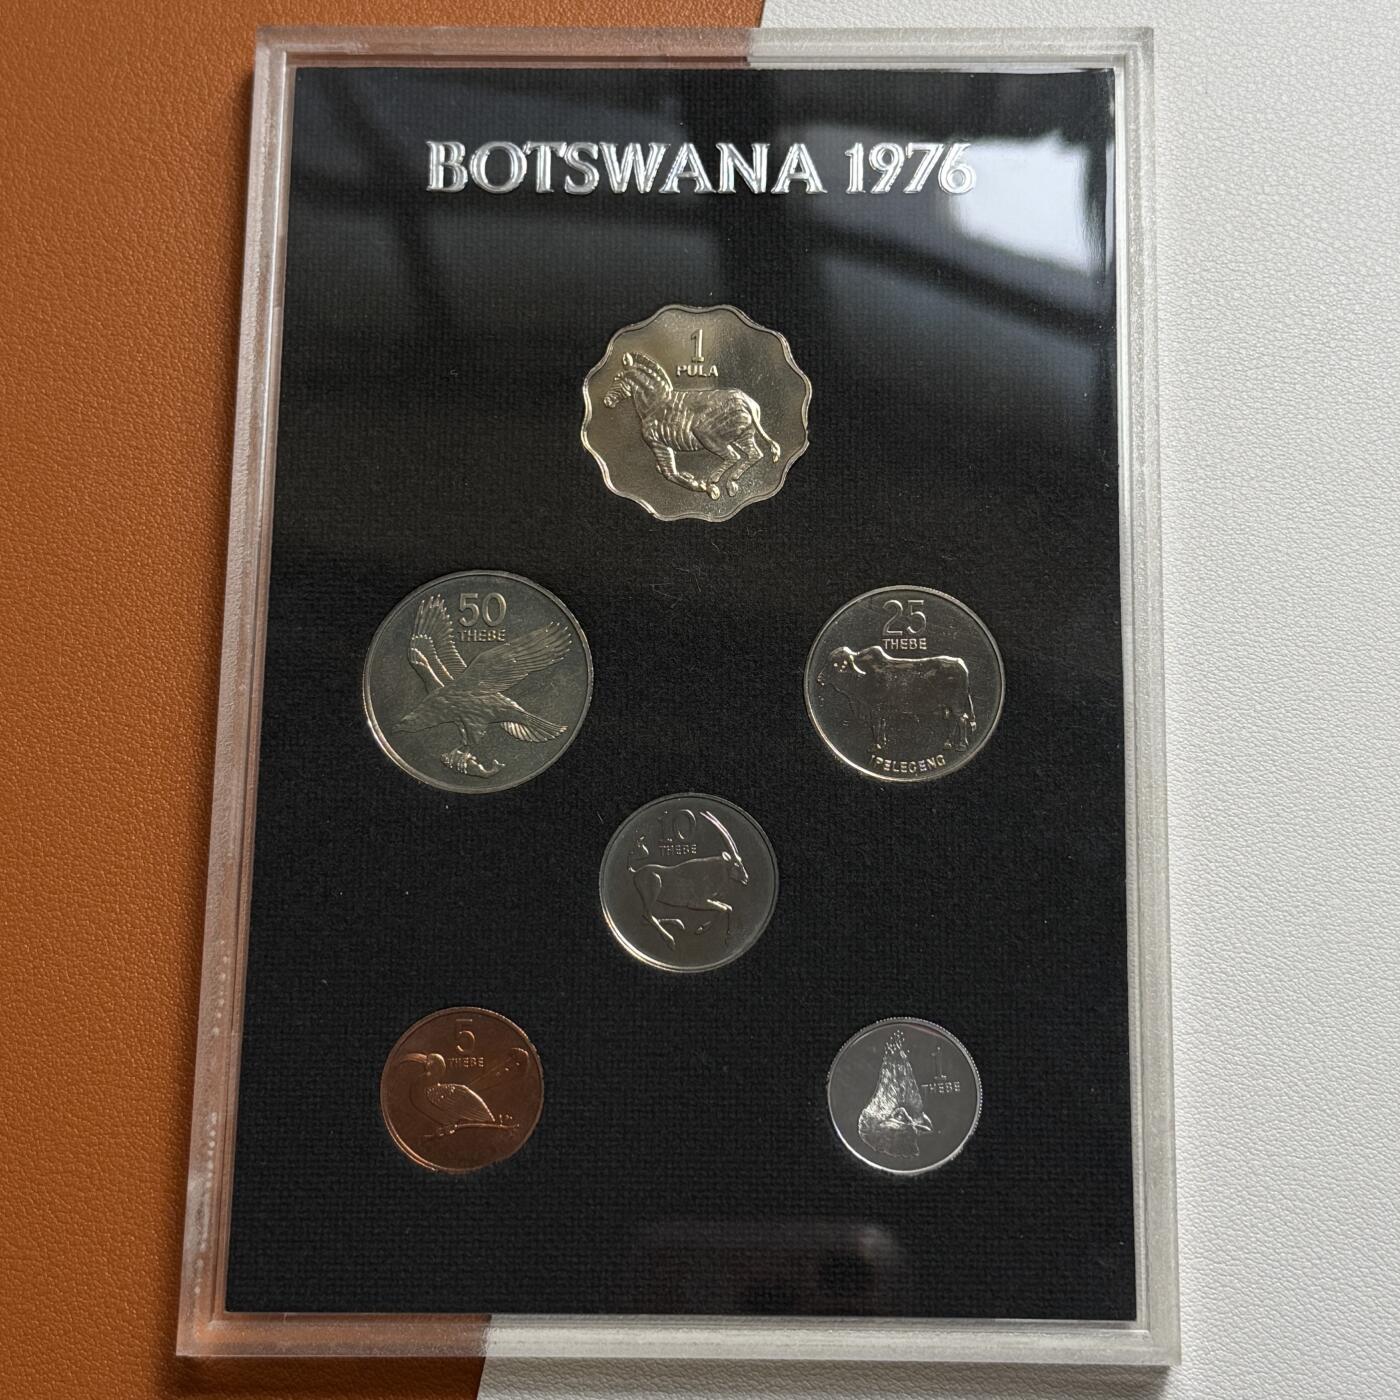 BOTSWANA 1976
1
PULA
50
THEBE
25
THEBE
IPELEGENG
10
THEBE
5
THEBE
1
THEBE